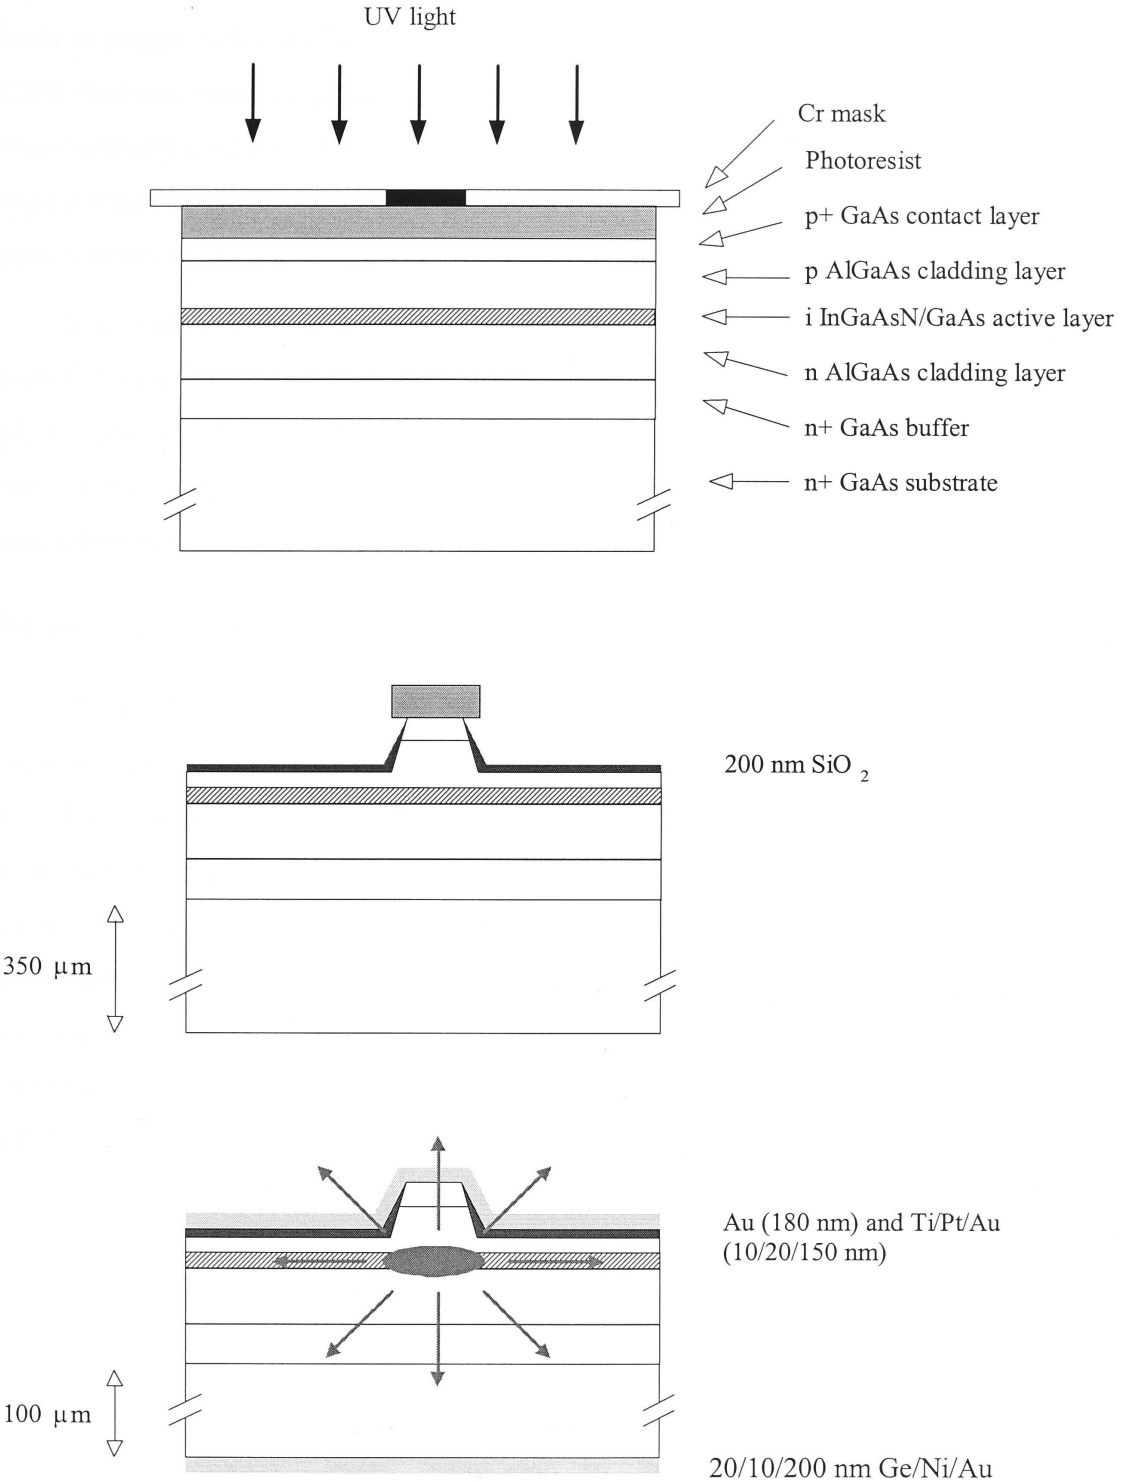 UV light
Cr mask
Photoresist
p+ GaAs contact layer
p AlGaAs cladding layer
i InGaAsN/GaAs active layer
n AlGaAs cladding layer
n+ GaAs buffer
n+ GaAs substrate
200 nm SiO 2
350 μm
Au (180 nm) and Ti/Pt/Au
(10/20/150 nm)
100 μm
20/10/200 nm Ge/Ni/Au